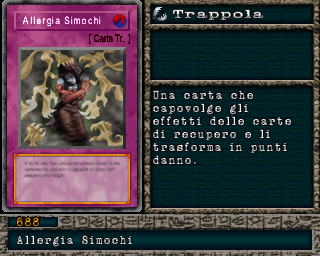 Allergia Simochi
[ Carta Tr. ]
Trappola
Una carta che
capovolge gli
effetti delle carte
di recupero e li
trasforma in punti
danno.
688
Allergia Simochi